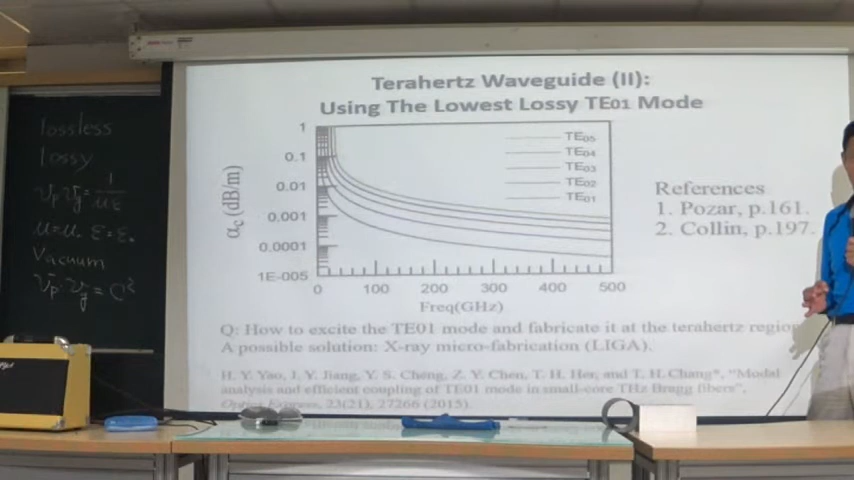 lossless
lossy
Vp Vg = 1/με
μ=μ. ε=ε.
Vacuum
Vp·Vg = C²
Terahertz Waveguide (II):
Using The Lowest Lossy TE01 Mode
αc (dB/m)
1
0.1
0.01
0.001
0.0001
1E-005
0 100 200 300 400 500
Freq(GHz)
TE05
TE04
TE03
TE02
TE01
References
1. Pozar, p.161.
2. Collin, p.197.
Q: How to excite the TE01 mode and fabricate it at the terahertz region
A possible solution: X-ray micro-fabrication (LIGA).
H. Y. Yao, J. Y. Jiang, Y. S. Cheng, Z. Y. Chen, T. H. Her, and T. H. Chang*, "Modal
analysis and efficient coupling of TE01 mode in small-core THz Bragg fibers",
Optics Express, 23(21), 27266 (2015).